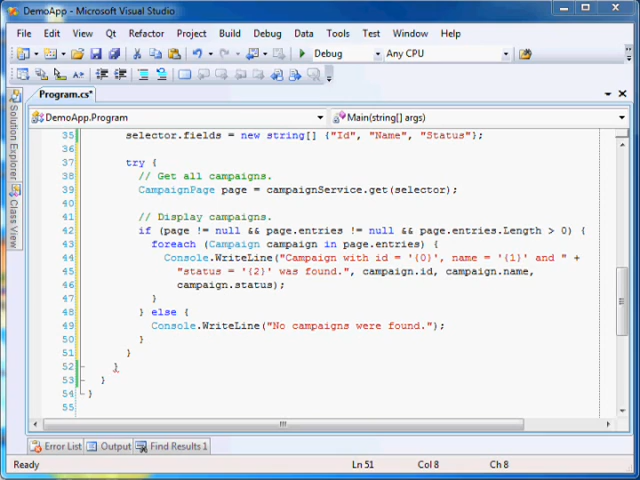 DemoApp - Microsoft Visual Studio
File Edit View Qt Refactor Project Build Debug Data Tools Test Window Help
Debug Any CPU
Program.cs*
DemoApp.Program Main(string[] args)
Solution Explorer
Class View
35 selector.fields = new string[] {"Id", "Name", "Status"};
36
37 try {
38 // Get all campaigns.
39 CampaignPage page = campaignService.get(selector);
40
41 // Display campaigns.
42 if (page != null && page.entries != null && page.entries.Length > 0) {
43 foreach (Campaign campaign in page.entries) {
44 Console.WriteLine("Campaign with id = '{0}', name = '{1}' and " +
45 "status = '{2}' was found.", campaign.id, campaign.name,
46 campaign.status);
47 }
48 } else {
49 Console.WriteLine("No campaigns were found.");
50 }
51 }
52 }
53 }
54 }
55
Error List Output Find Results 1
Ready Ln 51 Col 8 Ch 8